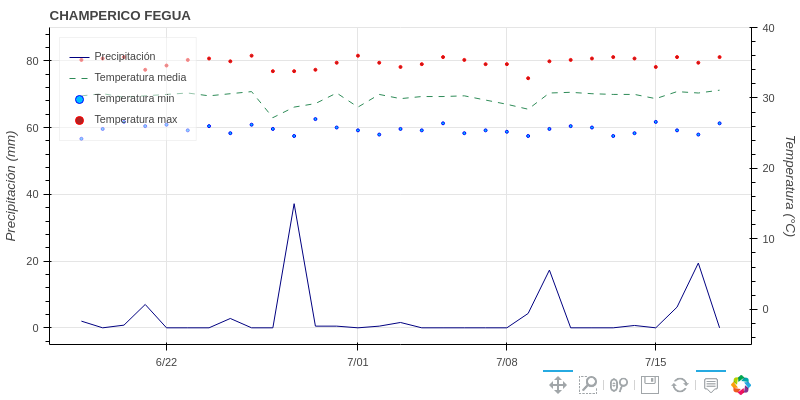 CHAMPERICO FEGUA
Precipitación
Temperatura media
Temperatura min
Temperatura max
Precipitación (mm)
80
60
40
20
0
Temperatura (°C)
40
30
20
10
0
6/22
7/01
7/08
7/15